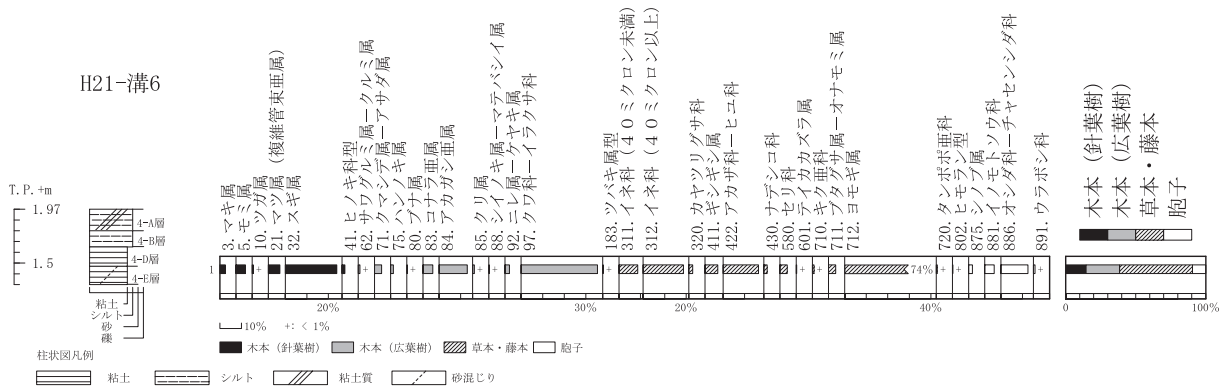 H21-溝6
T.P. +m
1.97
1.5
4-A層
4-B層
4-D層
4-E層
粘土
シルト
砂
礫
1
3. マキ属
5. モミ属
10. ツガ属
21. マツ属 (複維管束亜属)
32. スギ属
41. ヒノキ科型
62. サワグルミ属－クルミ属
71. クマシデ属－アサダ属
75. ハンノキ属
80. ブナ属
83. コナラ亜属
84. アカガシ亜属
85. クリ属
88. シイノキ属－マテバシイ属
92. ニレ属－ケヤキ属
97. クワ科－イラクサ科
183. ツバキ属型
311. イネ科 (40ミクロン未満)
312. イネ科 (40ミクロン以上)
320. カヤツリグサ科
411. ギシギシ属
422. アカザ科－ヒユ科
430. ナデシコ科
580. セリ科
601. テイカカズラ属
710. キク亜科
711. ブタクサ属－オナモミ属
712. ヨモギ属
720. タンポポ亜科
802. ヒモラン型
875. シノブ属
881. イノモトソウ科
886. オシダ科－チャセンシダ科
891. ウラボシ科
木本 (針葉樹)
木本 (広葉樹)
草本・藤本
胞子
74%
20%
30%
20%
40%
0
100%
10%
+: < 1%
木本（針葉樹）
木本（広葉樹）
草本・藤本
胞子
柱状図凡例
粘土
シルト
粘土質
砂混じり